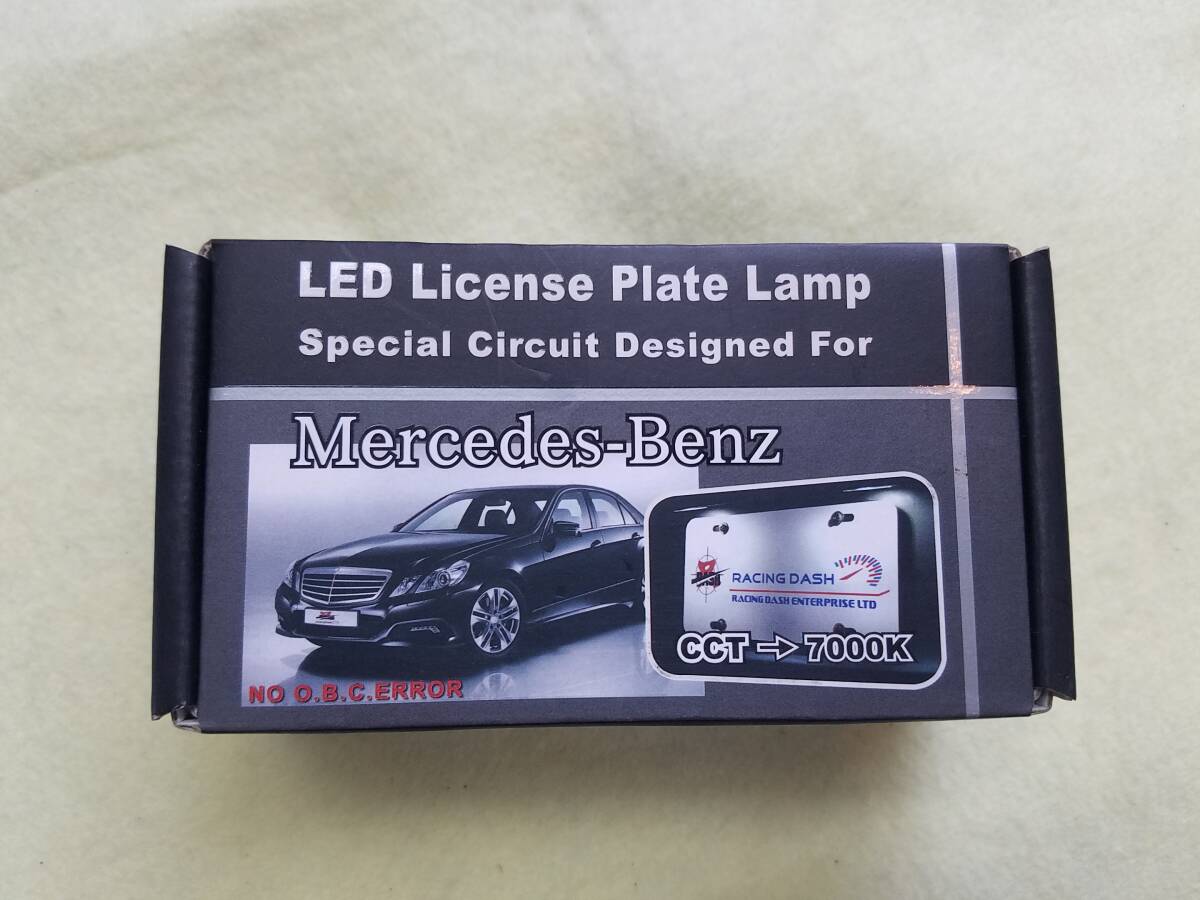 LED License Plate Lamp
Special Circuit Designed For
Mercedes-Benz
RACING DASH
RACING DASH ENTERPRISE LTD
CCT → 7000K
NO O.B.C.ERROR